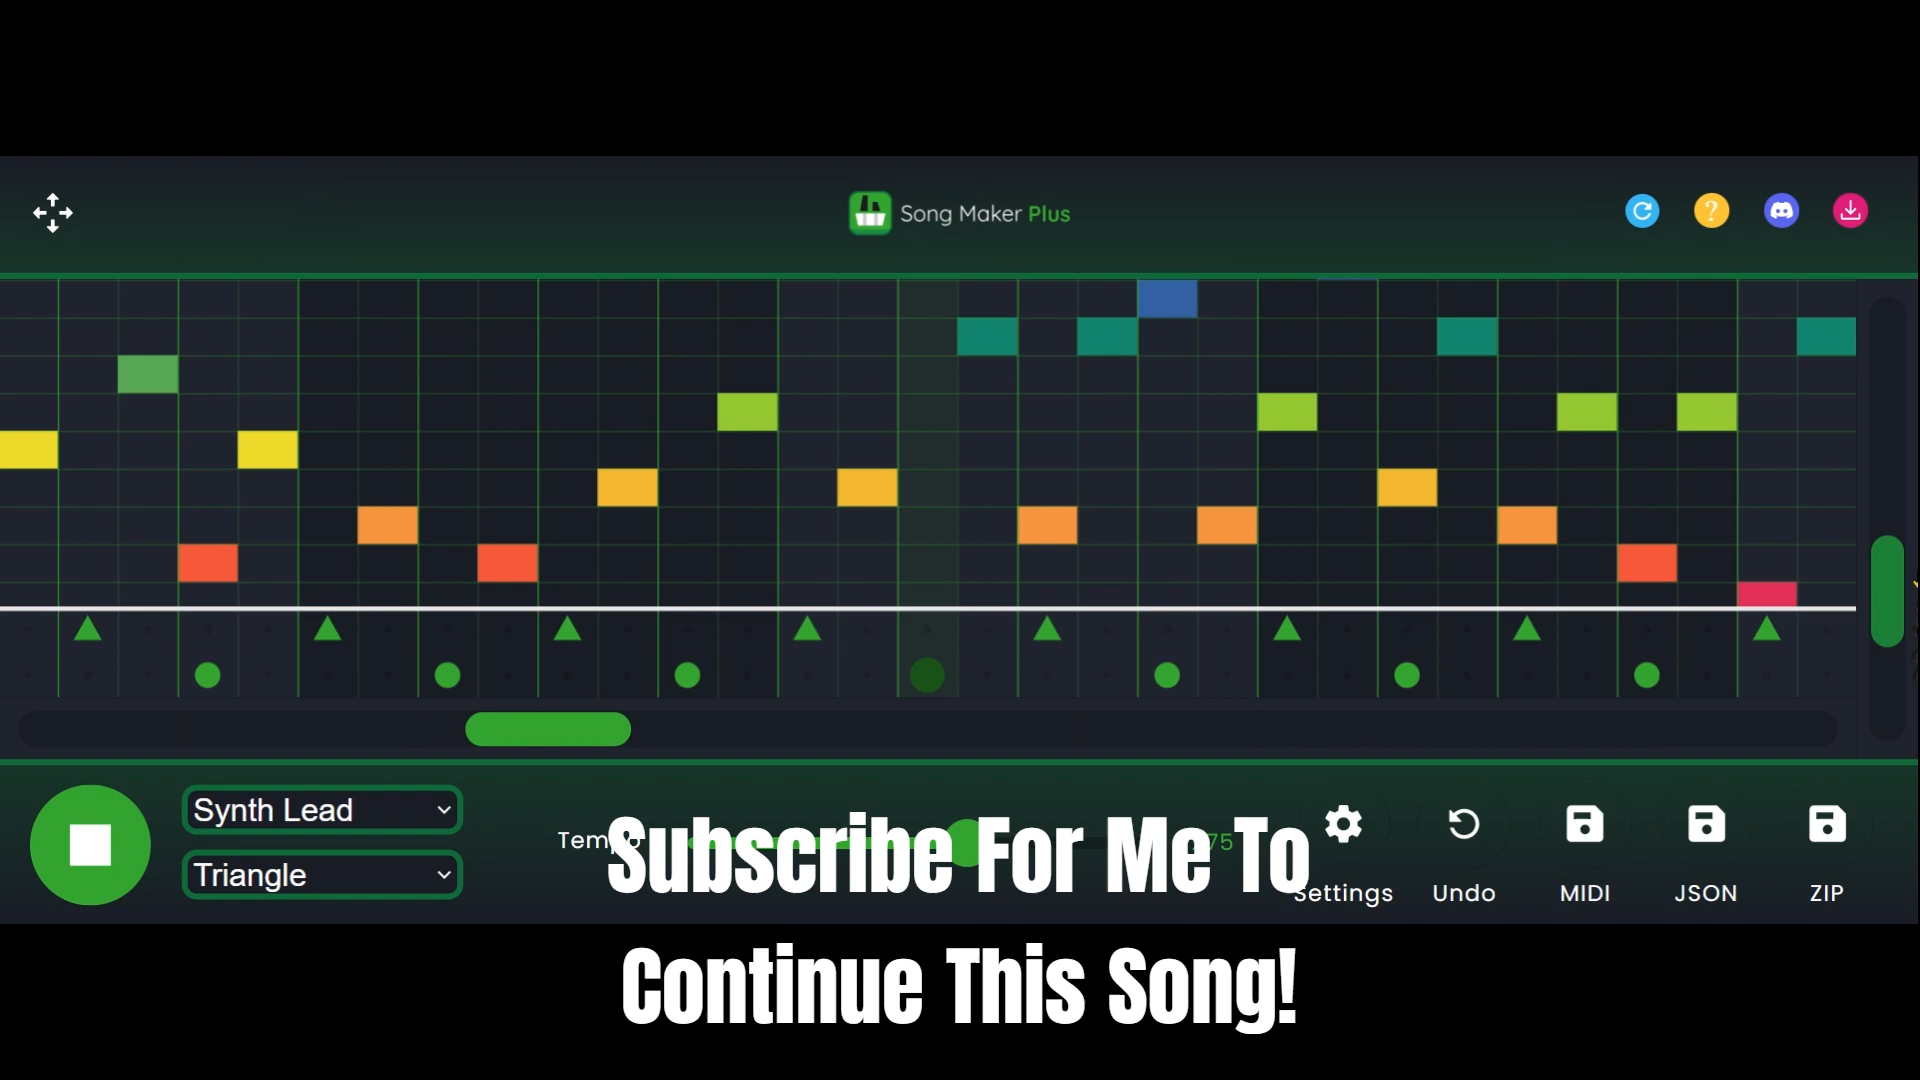 Song Maker Plus
Synth Lead
Triangle
Subscribe For Me To
Continue This Song!
Settings
Undo
MIDI
JSON
ZIP